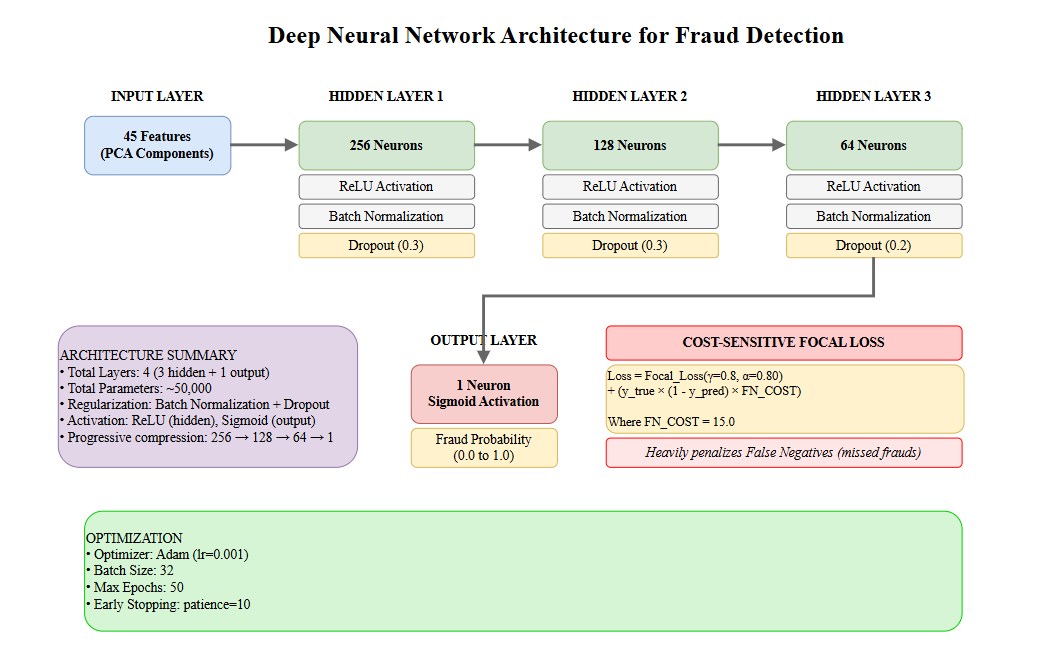 Deep Neural Network Architecture for Fraud Detection
INPUT LAYER
45 Features
(PCA Components)
HIDDEN LAYER 1
256 Neurons
ReLU Activation
Batch Normalization
Dropout (0.3)
HIDDEN LAYER 2
128 Neurons
ReLU Activation
Batch Normalization
Dropout (0.3)
HIDDEN LAYER 3
64 Neurons
ReLU Activation
Batch Normalization
Dropout (0.2)
ARCHITECTURE SUMMARY
• Total Layers: 4 (3 hidden + 1 output)
• Total Parameters: ~50,000
• Regularization: Batch Normalization + Dropout
• Activation: ReLU (hidden), Sigmoid (output)
• Progressive compression: 256 → 128 → 64 → 1
OUTPUT LAYER
1 Neuron
Sigmoid Activation
Fraud Probability
(0.0 to 1.0)
COST-SENSITIVE FOCAL LOSS
Loss = Focal_Loss(γ=0.8, α=0.80)
+ (y_true × (1 - y_pred) × FN_COST)
Where FN_COST = 15.0
Heavily penalizes False Negatives (missed frauds)
OPTIMIZATION
• Optimizer: Adam (lr=0.001)
• Batch Size: 32
• Max Epochs: 50
• Early Stopping: patience=10